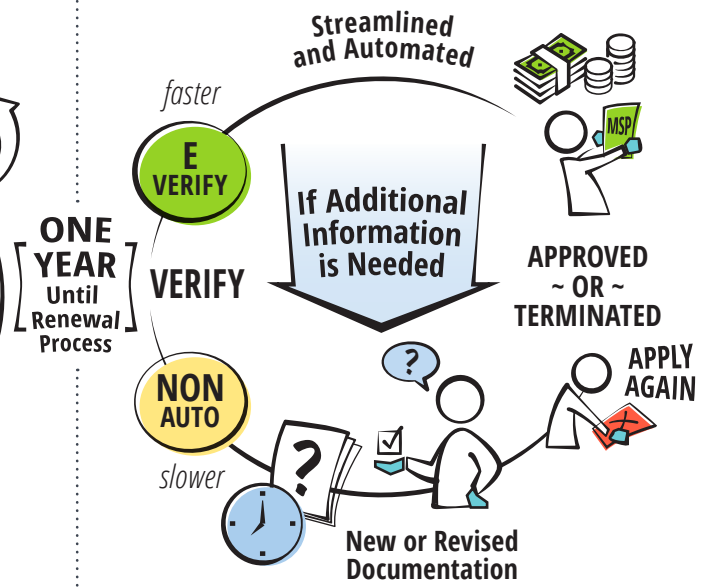 Streamlined
and Automated
faster
E
VERIFY
MSP
If Additional
Information
is Needed
ONE
YEAR
Until
Renewal
Process
VERIFY
APPROVED
~ OR ~
TERMINATED
APPLY
AGAIN
?
NON
AUTO
?
slower
New or Revised
Documentation